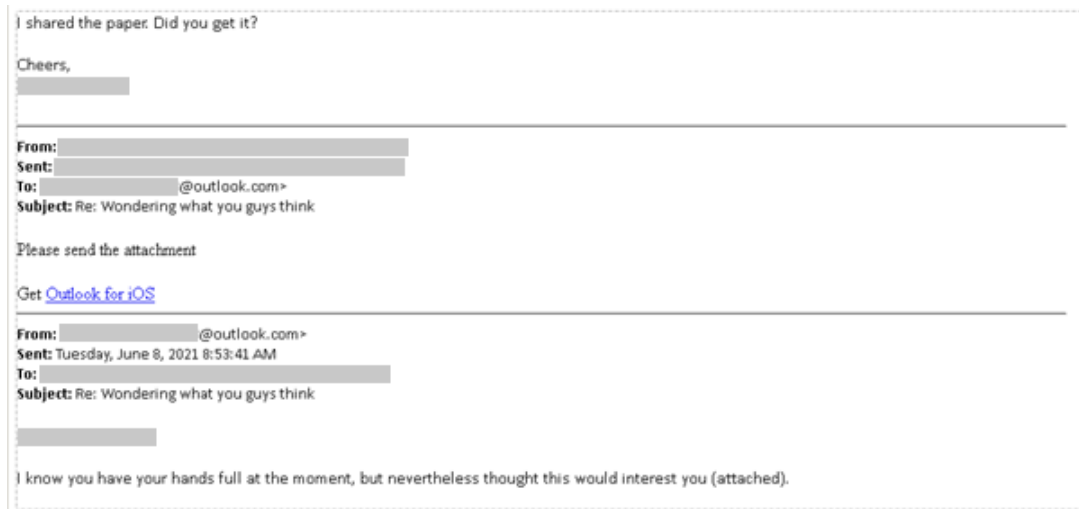 I shared the paper. Did you get it?
Cheers,
From:
Sent:
To: @outlook.com>
Subject: Re: Wondering what you guys think
Please send the attachment
Get Outlook for iOS
From: @outlook.com>
Sent: Tuesday, June 8, 2021 8:53:41 AM
To:
Subject: Re: Wondering what you guys think
I know you have your hands full at the moment, but nevertheless thought this would interest you (attached).